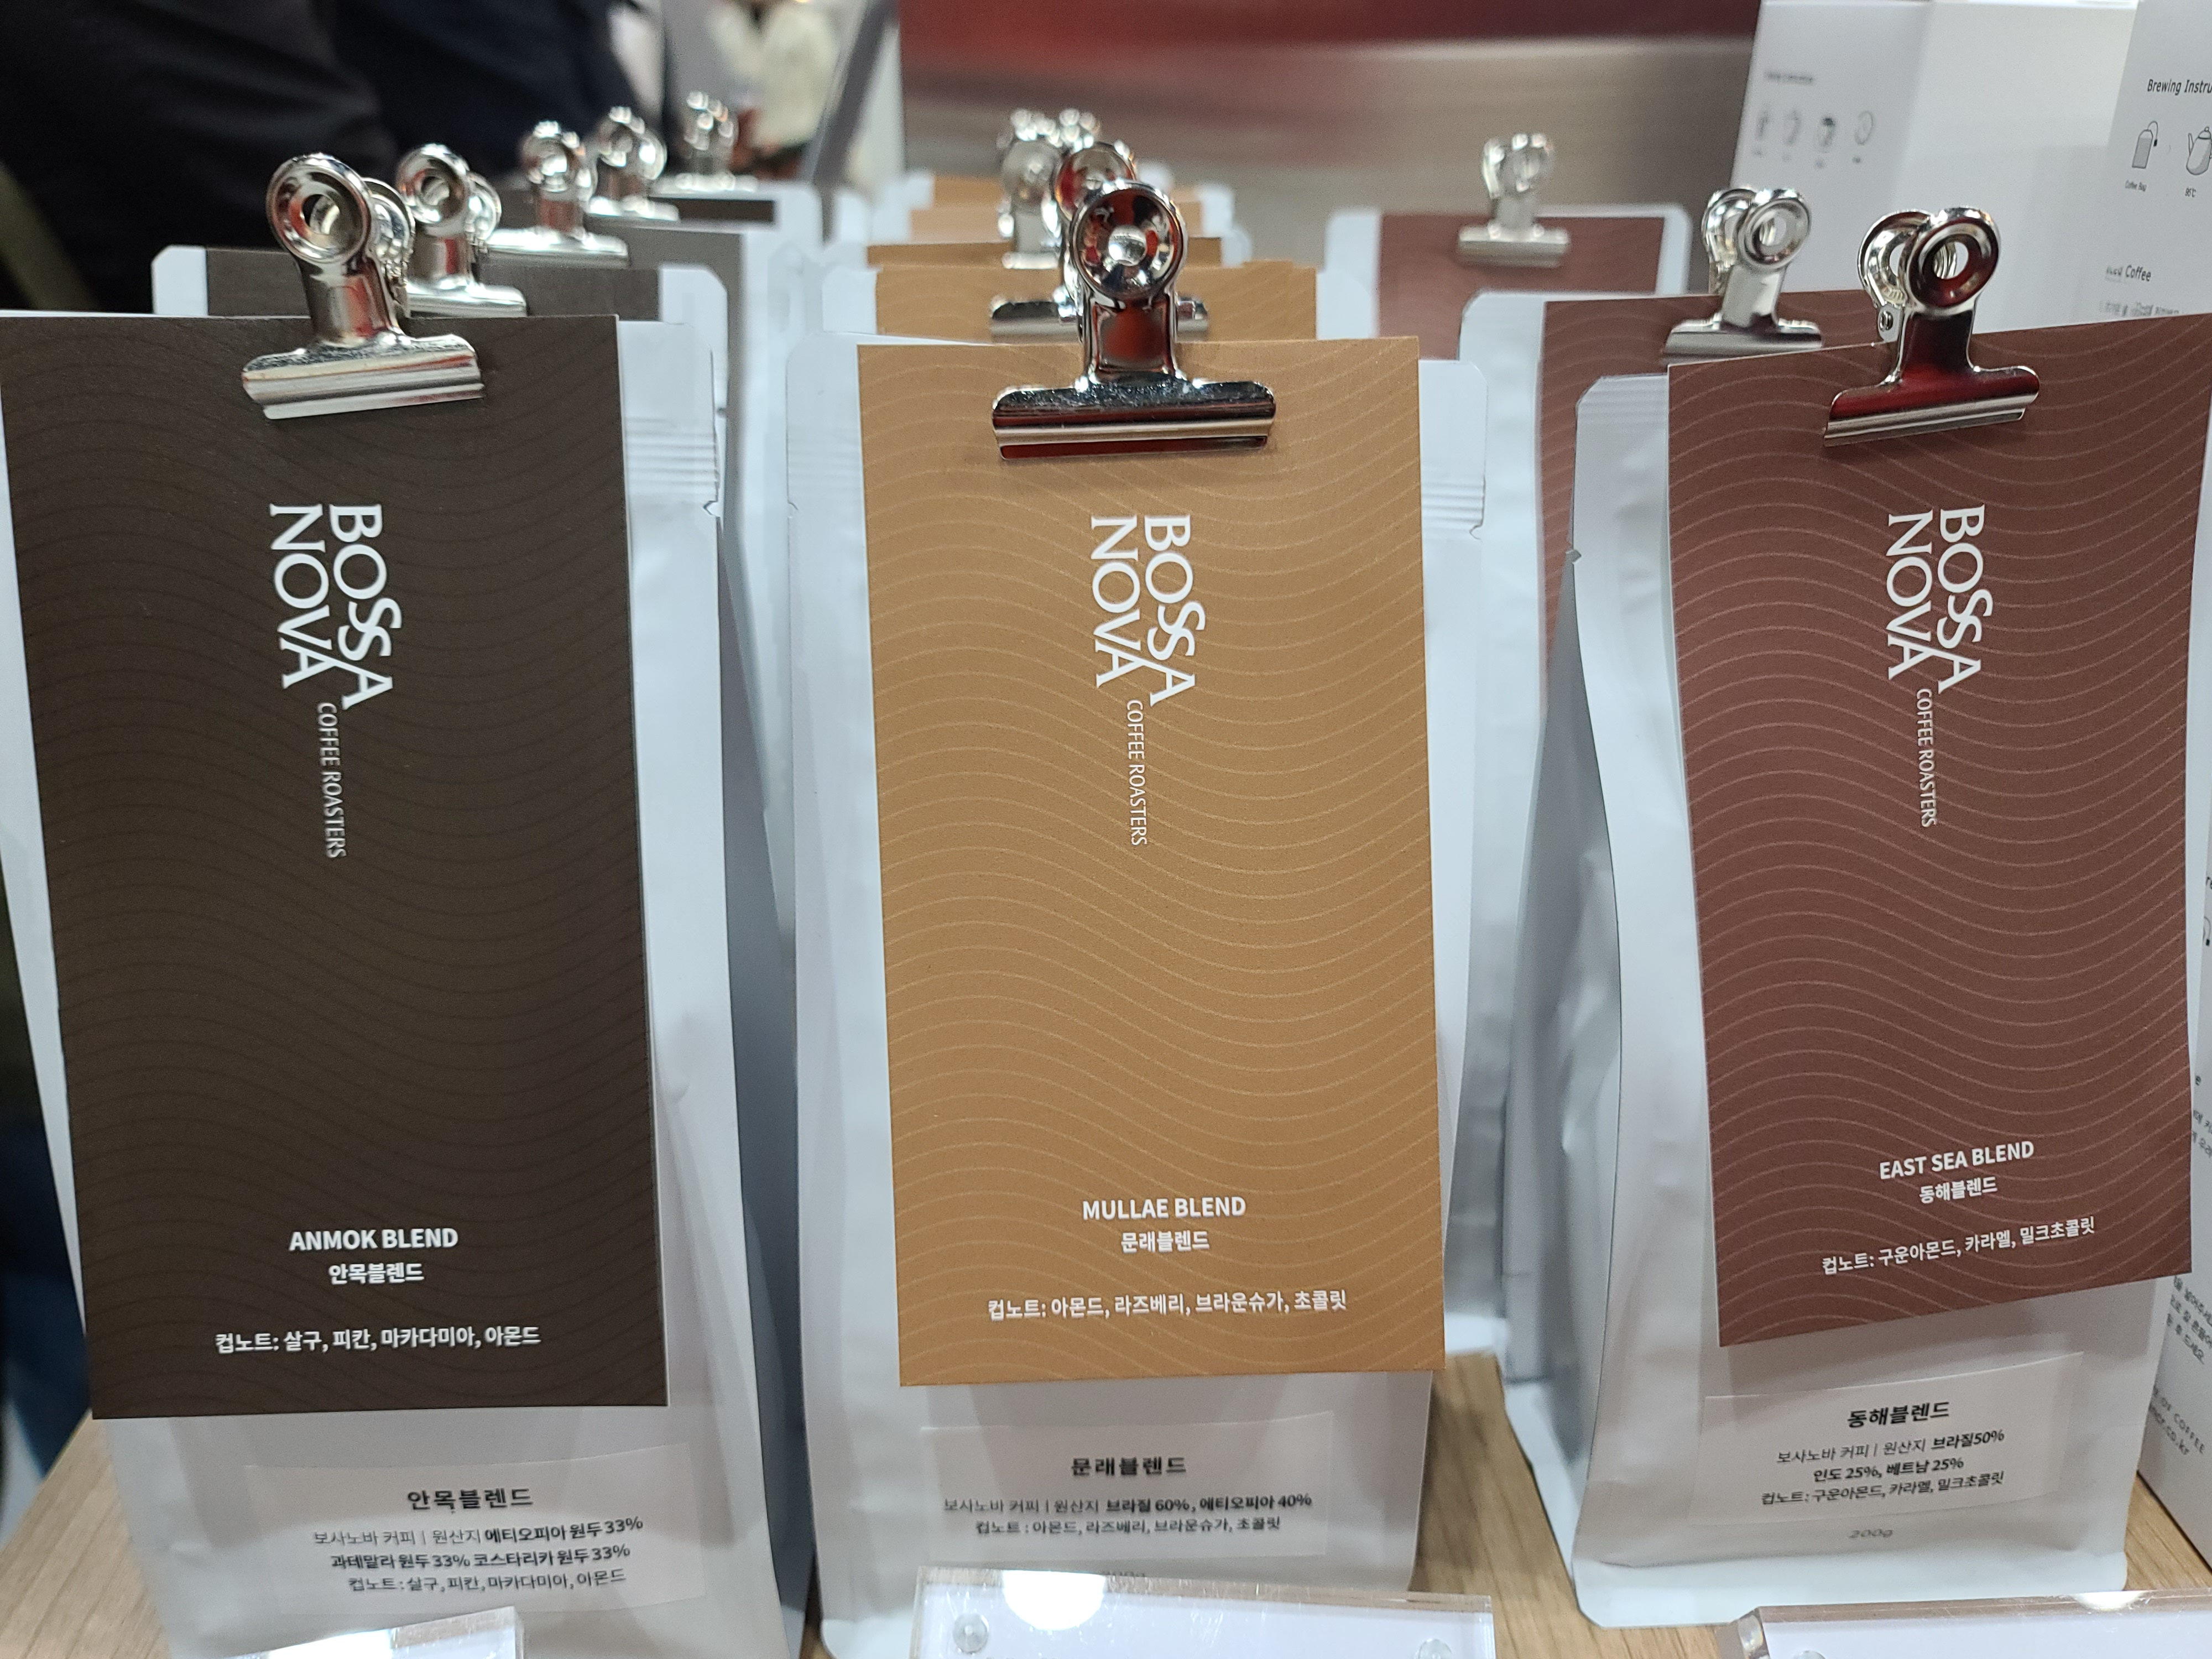 BOSSA
NOVA
COFFEE ROASTERS
ANMOK BLEND
안목블렌드
컵노트: 살구, 피칸, 마카다미아, 아몬드
안목블렌드
보사노바 커피 | 원산지 에티오피아 원두 33%
과테말라 원두 33% 코스타리카 원두 33%
컵노트 : 살구, 피칸, 마카다미아, 아몬드
BOSSA
NOVA
COFFEE ROASTERS
MULLAE BLEND
문래블렌드
컵노트: 아몬드, 라즈베리, 브라운슈가, 초콜릿
문래블렌드
보사노바 커피 | 원산지 브라질 60%, 에티오피아 40%
컵노트 : 아몬드, 라즈베리, 브라운슈가, 초콜릿
BOSSA
NOVA
COFFEE ROASTERS
EAST SEA BLEND
동해블렌드
컵노트: 구운아몬드, 카라멜, 밀크초콜릿
동해블렌드
보사노바 커피 | 원산지 브라질50%
인도 25%, 베트남 25%
컵노트: 구운아몬드, 카라멜, 밀크초콜릿
200g
Brewing
Coffee Bag
95℃
Coffee